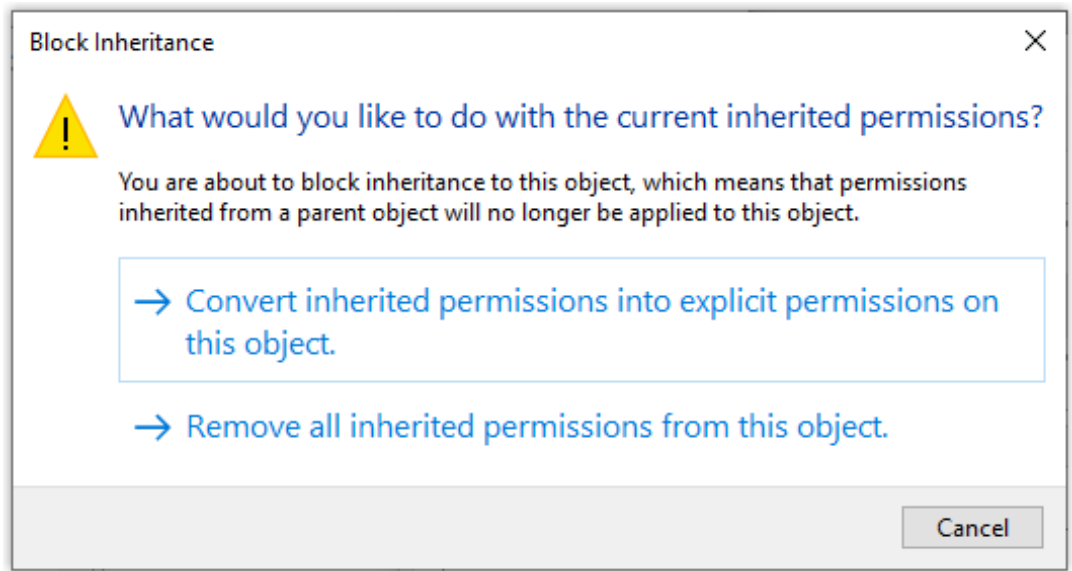 Block Inheritance
What would you like to do with the current inherited permissions?
You are about to block inheritance to this object, which means that permissions
inherited from a parent object will no longer be applied to this object.
Convert inherited permissions into explicit permissions on
this object.
Remove all inherited permissions from this object.
Cancel